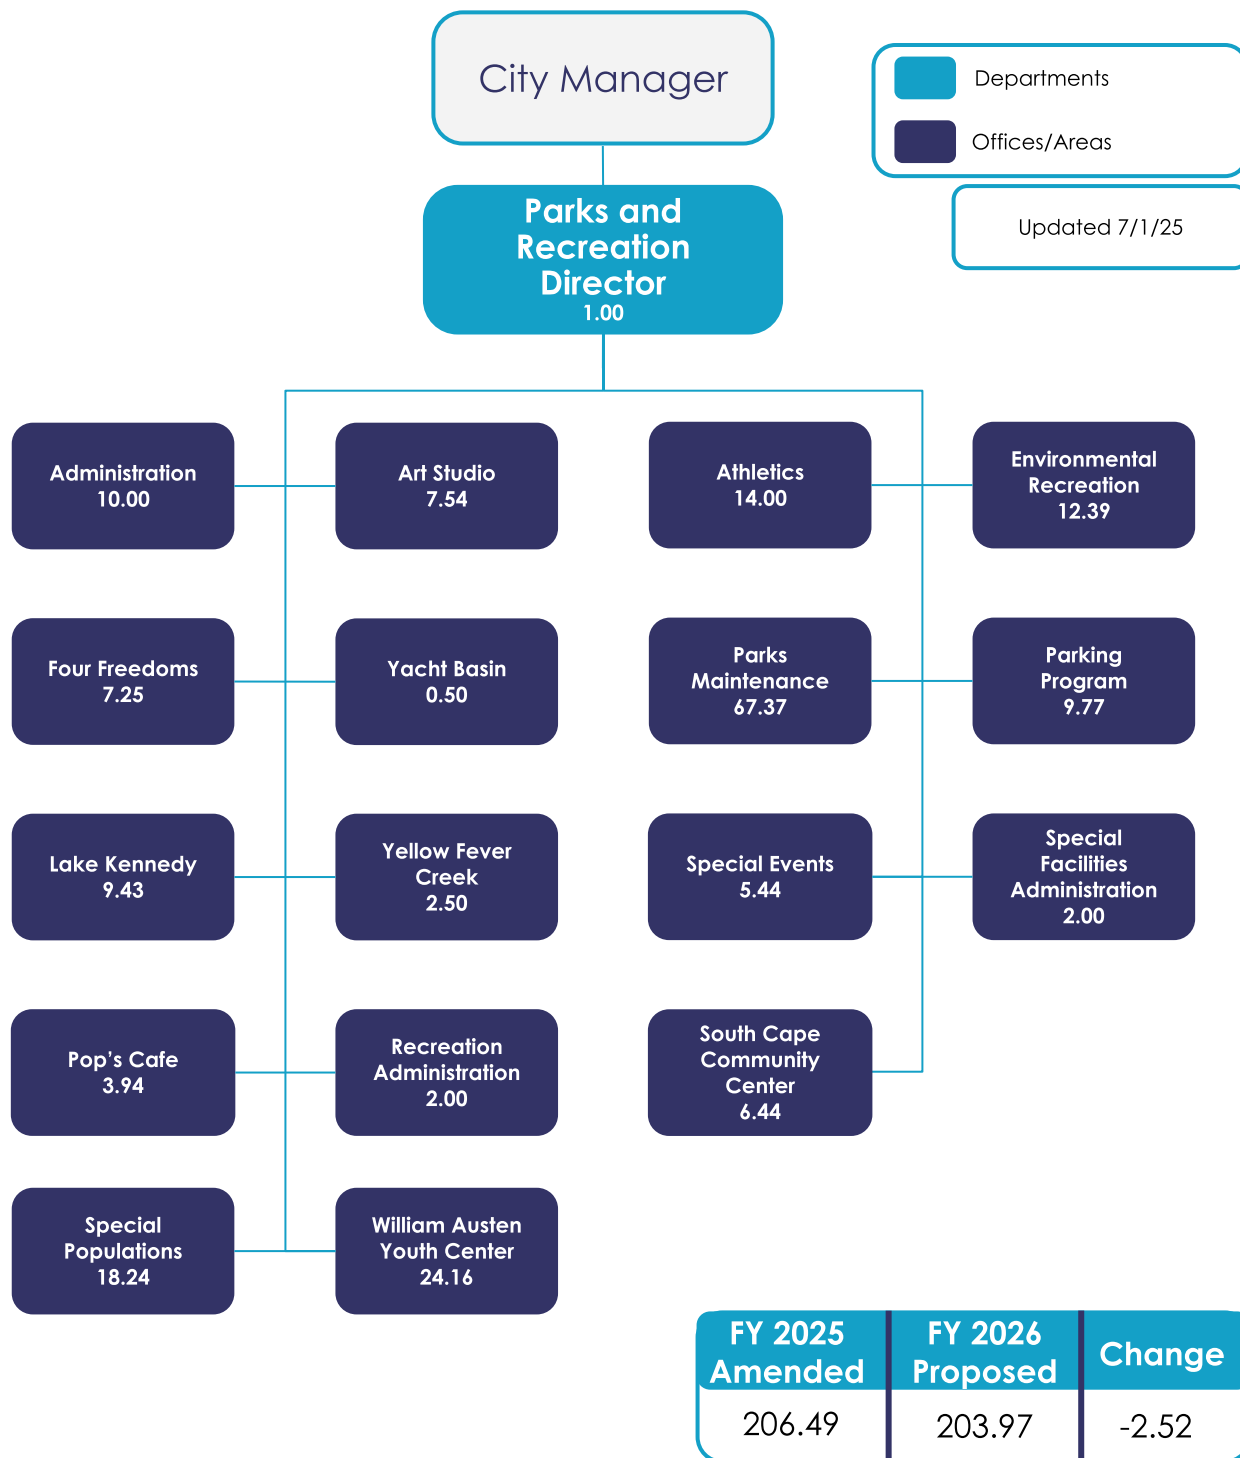 City Manager
Departments
Offices/Areas
Updated 7/1/25
Parks and
Recreation
Director
1.00
Administration
10.00
Art Studio
7.54
Athletics
14.00
Environmental
Recreation
12.39
Four Freedoms
7.25
Yacht Basin
0.50
Parks
Maintenance
67.37
Parking
Program
9.77
Lake Kennedy
9.43
Yellow Fever
Creek
2.50
Special Events
5.44
Special
Facilities
Administration
2.00
Pop’s Cafe
3.94
Recreation
Administration
2.00
South Cape
Community
Center
6.44
Special
Populations
18.24
William Austen
Youth Center
24.16
FY 2025
Amended
FY 2026
Proposed
Change
206.49
203.97
-2.52